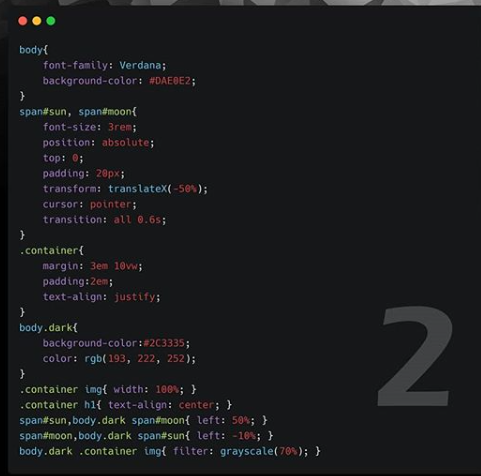 body{
    font-family: Verdana;
    background-color: #DAE0E2;
}
span#sun, span#moon{
    font-size: 3rem;
    position: absolute;
    top: 0;
    padding: 20px;
    transform: translateX(-50%);
    cursor: pointer;
    transition: all 0.6s;
}
.container{
    margin: 3em 10vw;
    padding:2em;
    text-align: justify;
}
body.dark{
    background-color:#2C3335;
    color: rgb(193, 222, 252);
}
.container img{ width: 100%; }
.container h1{ text-align: center; }
span#sun,body.dark span#moon{ left: 50%; }
span#moon,body.dark span#sun{ left: -10%; }
body.dark .container img{ filter: grayscale(70%); }
2